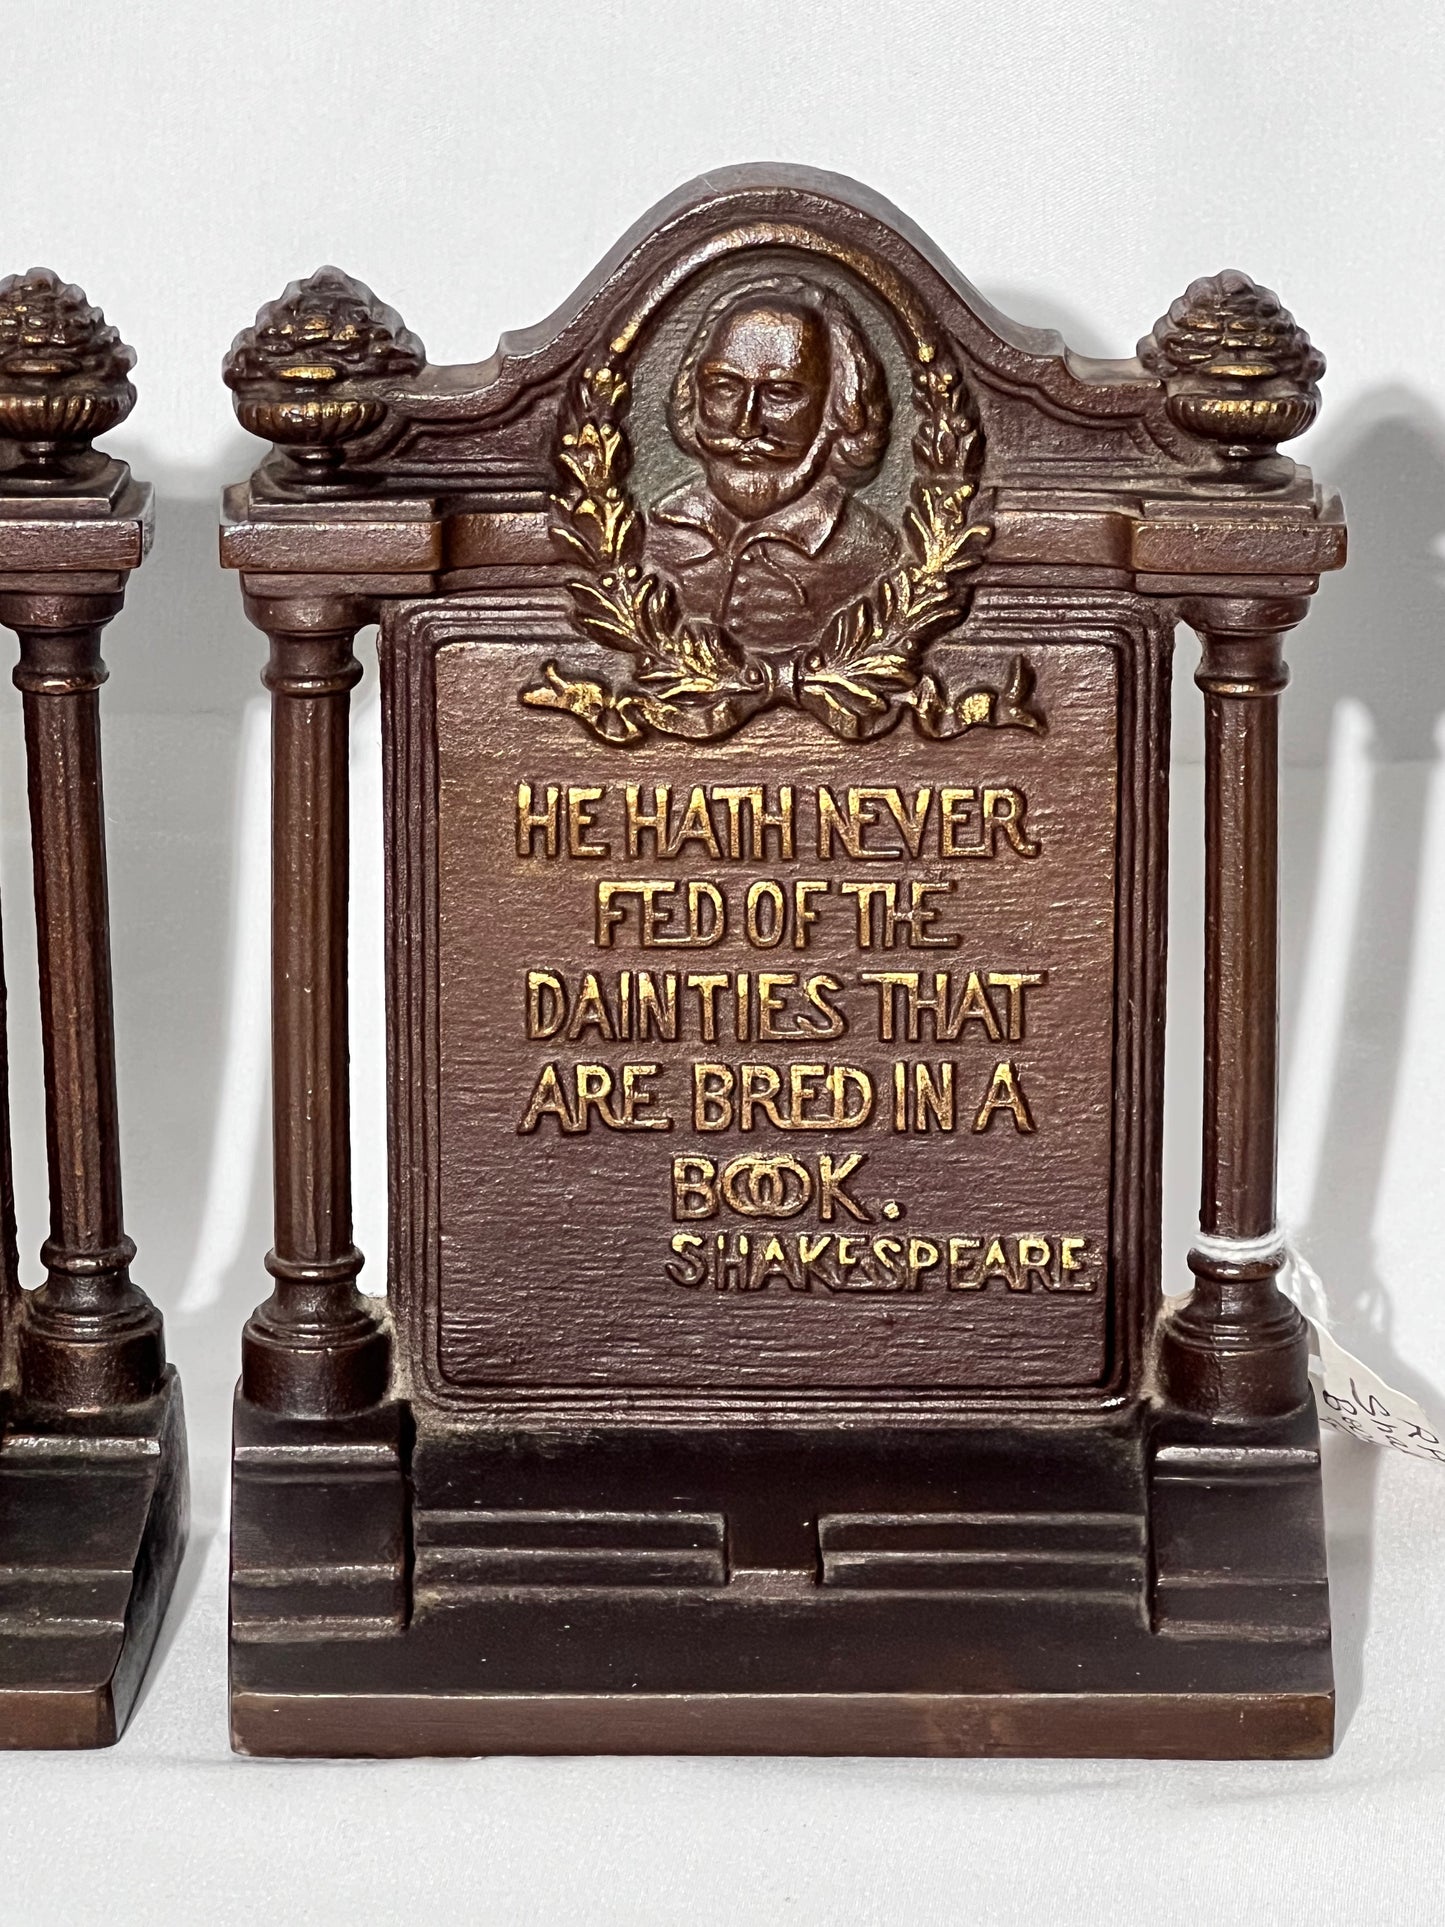 HE HATH NEVER
FED OF THE
DAINTIES THAT
ARE BRED IN A
BOOK.
SHAKESPEARE